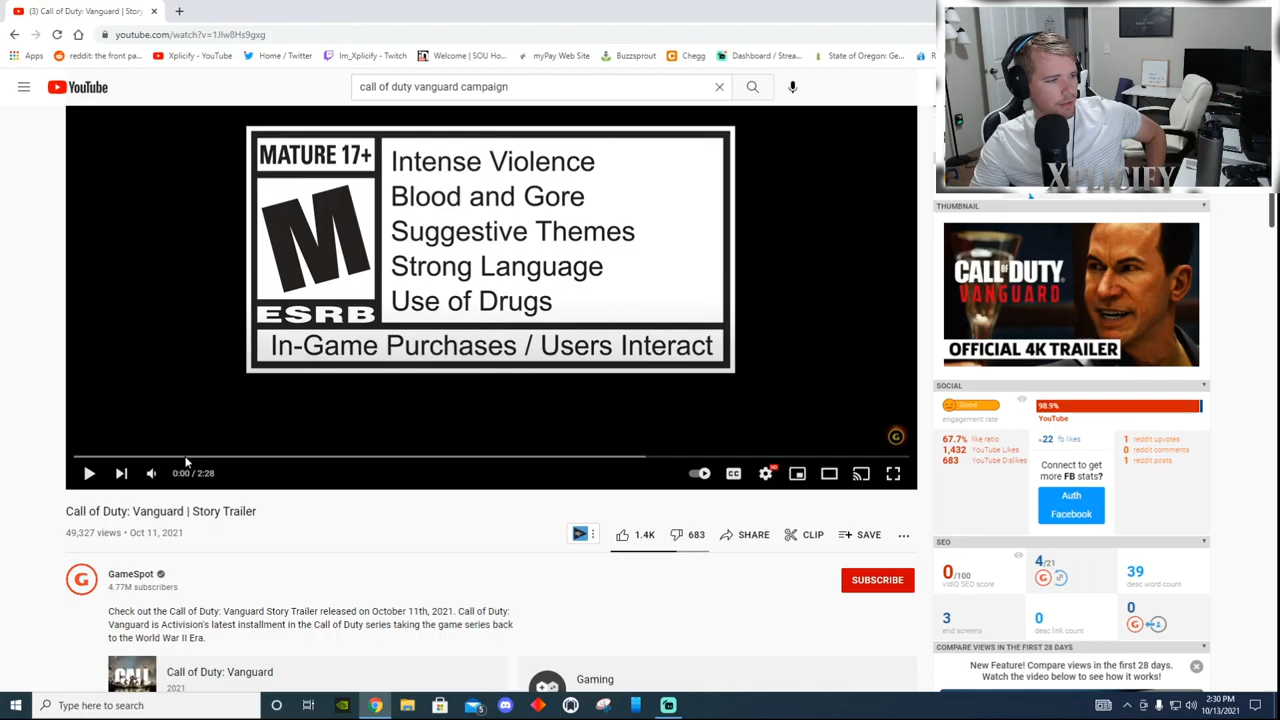 (3) Call of Duty: Vanguard | Story
youtube.com/watch?v=1Jlw8Hs9gxg
Apps
reddit: the front pa...
Xplicify - YouTube
Home / Twitter
Im_Xplicify - Twitch
Welcome | SOU Ho...
myPay Web Site
Buzzsprout
Chegg
Dashboard / Strea...
State of Oregon: Ge...
YouTube
call of duty vanguard campaign
XPLICIFY
MATURE 17+
M
ESRB
Intense Violence
Blood and Gore
Suggestive Themes
Strong Language
Use of Drugs
In-Game Purchases / Users Interact
0:00 / 2:28
CC
HD
Call of Duty: Vanguard | Story Trailer
49,327 views • Oct 11, 2021
1.4K
683
SHARE
CLIP
SAVE
GameSpot
4.77M subscribers
SUBSCRIBE
Check out the Call of Duty: Vanguard Story Trailer released on October 11th, 2021. Call of Duty:
Vanguard is Activision's latest installment in the Call of Duty series taking the game series back
to the World War II Era.
Call of Duty: Vanguard
2021
Gaming
THUMBNAIL
CALL OF DUTY
VANGUARD
OFFICIAL 4K TRAILER
SOCIAL
Good
engagement rate
98.9%
YouTube
67.7% like ratio
1,432 YouTube Likes
683 YouTube Dislikes
22 fb likes
Connect to get
more FB stats?
Auth
Facebook
1 reddit upvotes
0 reddit comments
1 reddit posts
SEO
0/100
vidIQ SEO score
4/21
39
desc word count
3
end screens
0
desc link count
0
COMPARE VIEWS IN THE FIRST 28 DAYS
New Feature! Compare views in the first 28 days.
Watch the video below to see how it works!
Type here to search
2:30 PM
10/13/2021